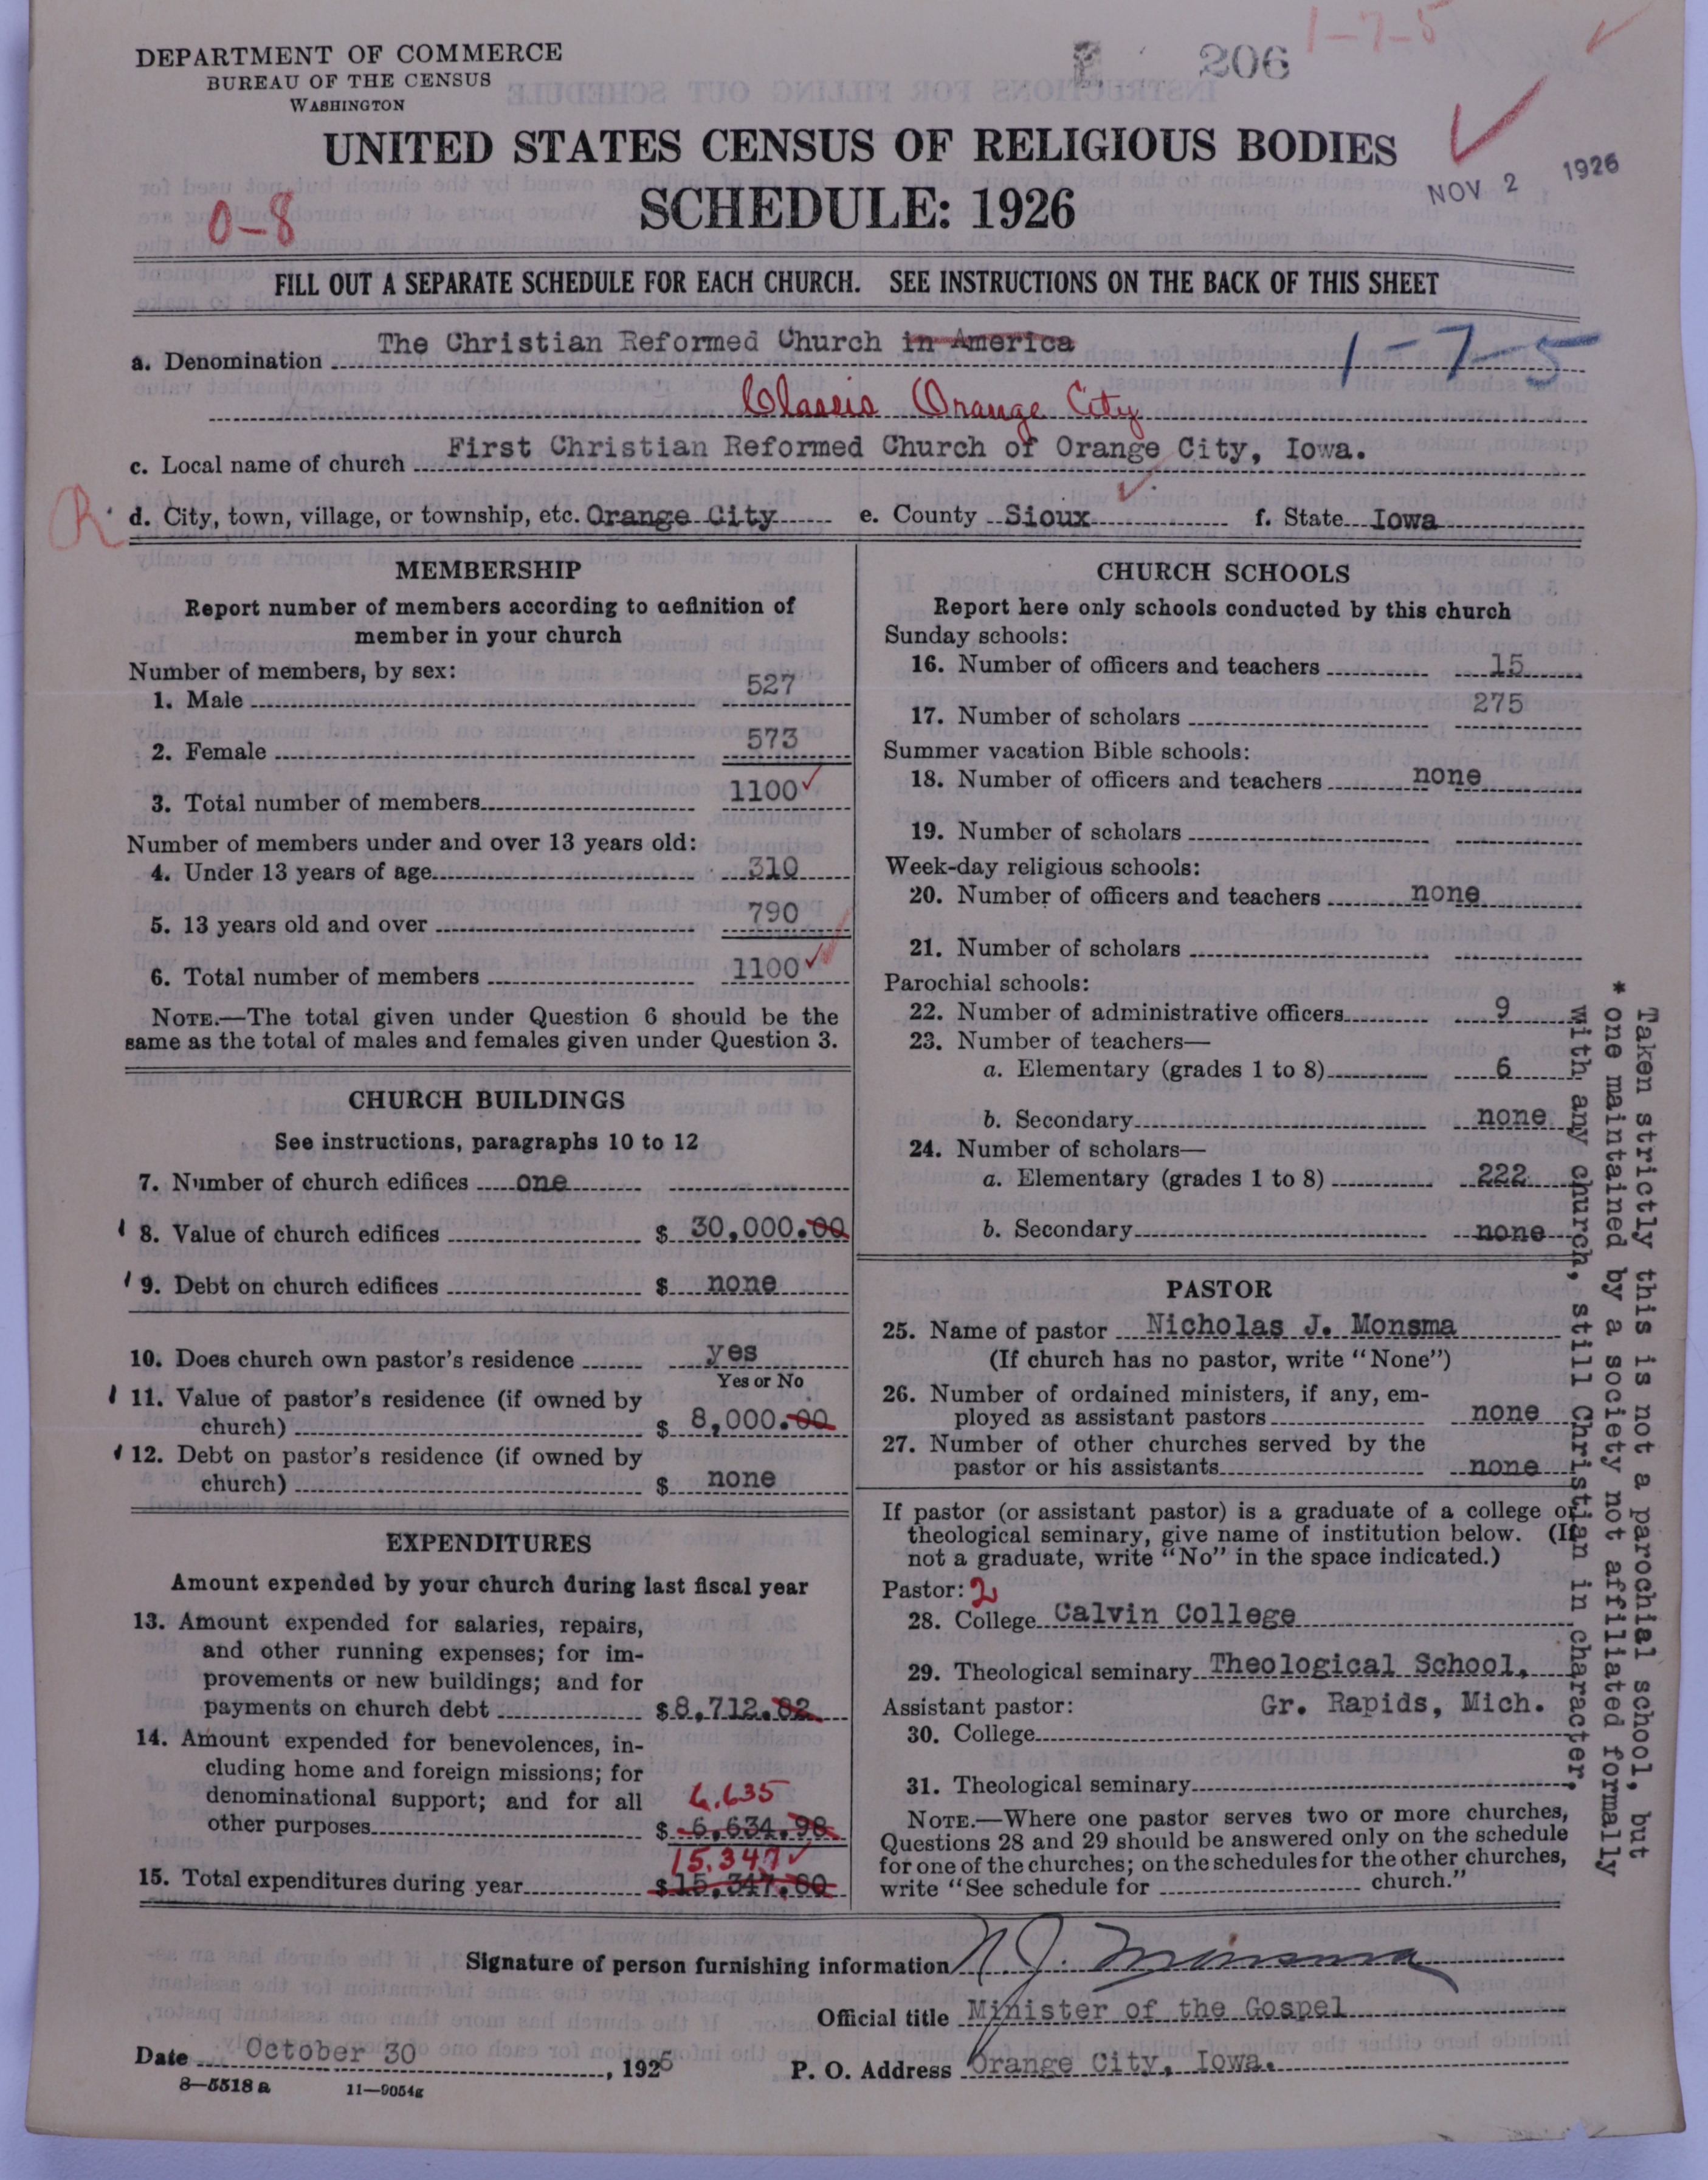 DEPARTMENT OF COMMERCE
BUREAU OF THE CENSUS
WASHINGTON
206
1-7-5
UNITED STATES CENSUS OF RELIGIOUS BODIES
SCHEDULE: 1926
NOV 2 1926
0-8
FILL OUT A SEPARATE SCHEDULE FOR EACH CHURCH. SEE INSTRUCTIONS ON THE BACK OF THIS SHEET
a. Denomination The Christian Reformed Church in America
1-7-5
Classis Orange City
c. Local name of church First Christian Reformed Church of Orange City, Iowa.
R
d. City, town, village, or township, etc. Orange City e. County Sioux f. State Iowa
MEMBERSHIP
Report number of members according to definition of
member in your church
Number of members, by sex:
1. Male 527
2. Female 573
3. Total number of members 1100
Number of members under and over 13 years old:
4. Under 13 years of age 310
5. 13 years old and over 790
6. Total number of members 1100
NOTE.—The total given under Question 6 should be the
same as the total of males and females given under Question 3.
CHURCH BUILDINGS
See instructions, paragraphs 10 to 12
7. Number of church edifices one
8. Value of church edifices $ 30,000.00
9. Debt on church edifices $ none
10. Does church own pastor's residence yes
Yes or No
11. Value of pastor's residence (if owned by
church) $ 8,000.00
12. Debt on pastor's residence (if owned by
church) $ none
EXPENDITURES
Amount expended by your church during last fiscal year
13. Amount expended for salaries, repairs,
and other running expenses; for im-
provements or new buildings; and for
payments on church debt $8,712.82
14. Amount expended for benevolences, in-
cluding home and foreign missions; for
denominational support; and for all
6,635
other purposes $ 6,634.98
15,347
15. Total expenditures during year $15,347.80
CHURCH SCHOOLS
Report here only schools conducted by this church
Sunday schools:
16. Number of officers and teachers 15
17. Number of scholars 275
Summer vacation Bible schools:
18. Number of officers and teachers none
19. Number of scholars
Week-day religious schools:
20. Number of officers and teachers none
21. Number of scholars
Parochial schools:
22. Number of administrative officers 9
23. Number of teachers—
a. Elementary (grades 1 to 8) 6
b. Secondary none
24. Number of scholars—
a. Elementary (grades 1 to 8) 222
b. Secondary none
PASTOR
25. Name of pastor Nicholas J. Monsma
(If church has no pastor, write "None")
26. Number of ordained ministers, if any, em-
ployed as assistant pastors none
27. Number of other churches served by the
pastor or his assistants none
If pastor (or assistant pastor) is a graduate of a college or
theological seminary, give name of institution below. (If
not a graduate, write "No" in the space indicated.)
Pastor: 2
28. College Calvin College
29. Theological seminary Theological School,
Assistant pastor: Gr. Rapids, Mich.
30. College
31. Theological seminary
NOTE.—Where one pastor serves two or more churches,
Questions 28 and 29 should be answered only on the schedule
for one of the churches; on the schedules for the other churches,
write "See schedule for church."
* Taken strictly this is not a parochial school, but
one maintained by a society not affiliated formally
with any church, still Christian in character.
Signature of person furnishing information N J. Monsma
Official title Minister of the Gospel
Date October 30, 1926 P. O. Address Orange City, Iowa.
8—5518 a 11—9054g